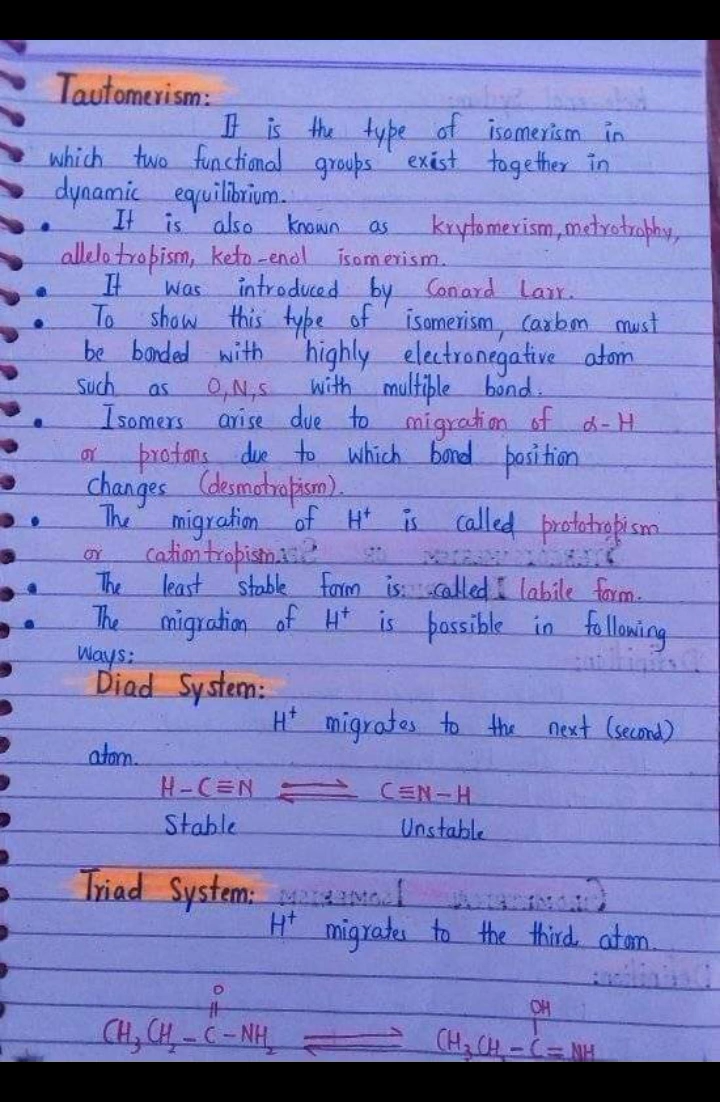 Tautomerism:
It is the type of isomerism in
which two functional groups exist together in
dynamic equilibrium.
• It is also known as krytomerism, metrotrophy,
allelotropism, keto-enol isomerism.
• It was introduced by Conard Larr.
• To show this type of isomerism, Carbon must
be bonded with highly electronegative atom
such as O,N,S with multiple bond.
• Isomers arise due to migration of α-H
or protons due to which bond position
changes (desmotropism).
• The migration of H⁺ is called prototropism
or cationtropism.
• The least stable form is called labile form.
• The migration of H⁺ is possible in following
Ways:
Diad System:
H⁺ migrates to the next (second)
atom.
H-C≡N ⇌ C≡N-H
Stable Unstable
Triad System:
H⁺ migrates to the third atom.
O OH
|| |
CH₃CH₂-C-NH₂ ⇌ CH₃CH₂-C=NH